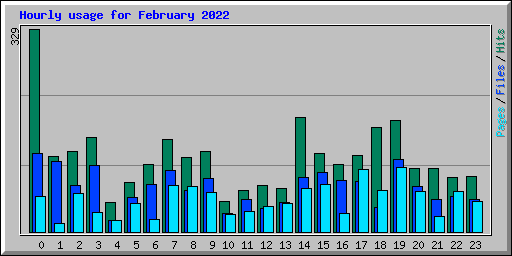 Hourly usage for February 2022
329
Pages / Files / Hits
0 1 2 3 4 5 6 7 8 9 10 11 12 13 14 15 16 17 18 19 20 21 22 23